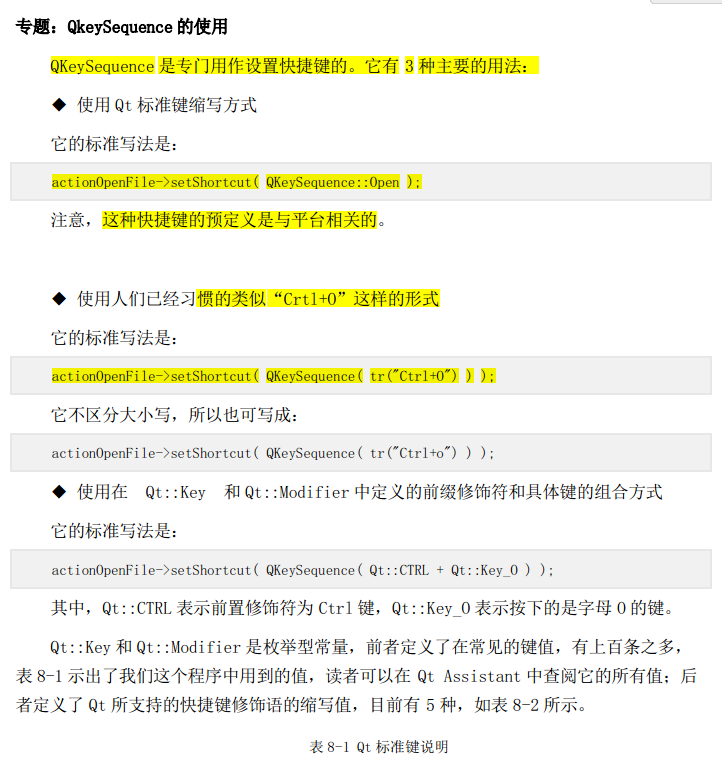 专题：QkeySequence 的使用
QKeySequence 是专门用作设置快捷键的。它有 3 种主要的用法：
◆ 使用 Qt 标准键缩写方式
它的标准写法是：
actionOpenFile->setShortcut( QKeySequence::Open );
注意，这种快捷键的预定义是与平台相关的。
◆ 使用人们已经习惯的类似“Crtl+O”这样的形式
它的标准写法是：
actionOpenFile->setShortcut( QKeySequence( tr("Ctrl+O") ) );
它不区分大小写，所以也可写成：
actionOpenFile->setShortcut( QKeySequence( tr("Ctrl+o") ) );
◆ 使用在 Qt::Key 和 Qt::Modifier 中定义的前缀修饰符和具体键的组合方式
它的标准写法是：
actionOpenFile->setShortcut( QKeySequence( Qt::CTRL + Qt::Key_O ) );
其中，Qt::CTRL 表示前置修饰符为 Ctrl 键，Qt::Key_O 表示按下的是字母 O 的键。
Qt::Key 和 Qt::Modifier 是枚举型常量，前者定义了在常见的键值，有上百条之多，
表 8-1 示出了我们这个程序中用到的值，读者可以在 Qt Assistant 中查阅它的所有值；后
者定义了 Qt 所支持的快捷键修饰语的缩写值，目前有 5 种，如表 8-2 所示。
表 8-1 Qt 标准键说明